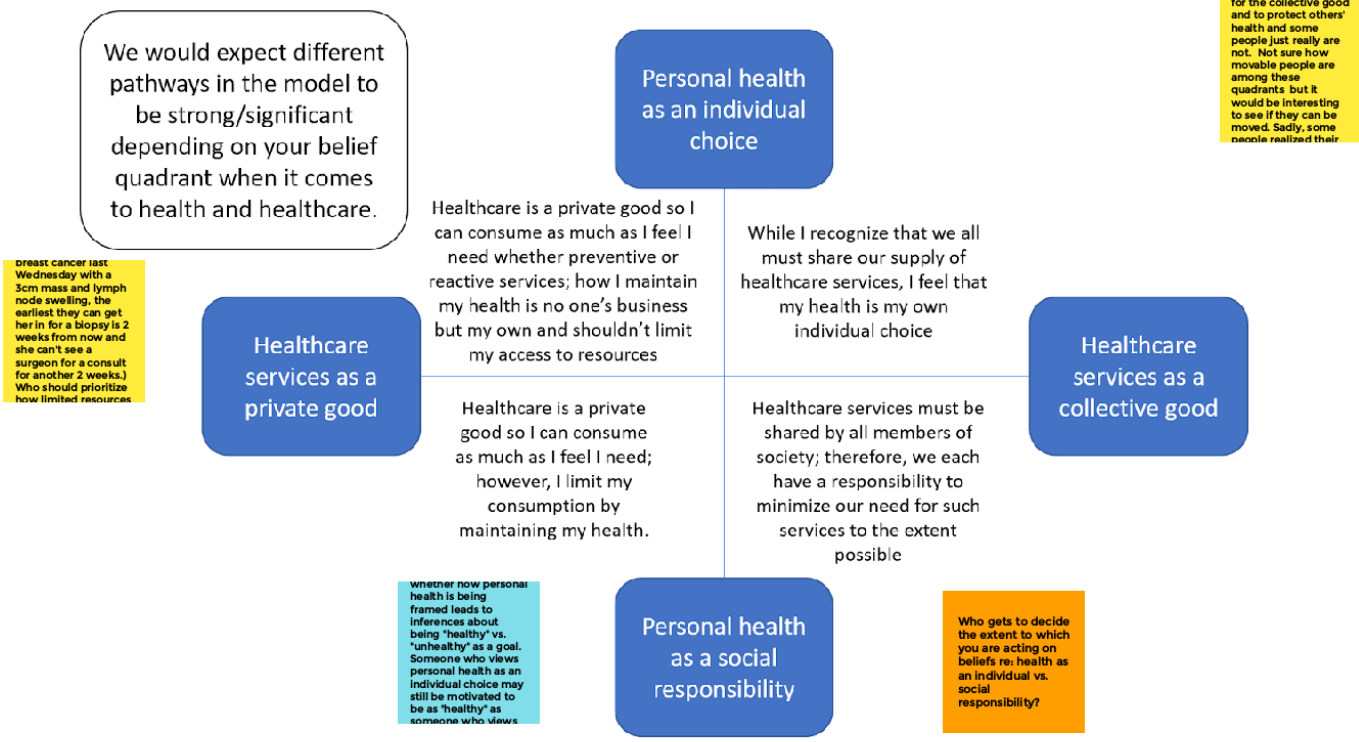 We would expect different
pathways in the model to
be strong/significant
depending on your belief
quadrant when it comes
to health and healthcare.
Personal health
as an individual
choice
for the collective good
and to protect others'
health and some
people just really are
not. Not sure how
movable people are
among these
quadrants but it
would be interesting
to see if they can be
moved. Sadly, some
people realized their
Healthcare is a private good so I
can consume as much as I feel I
need whether preventive or
reactive services; how I maintain
my health is no one's business
but my own and shouldn't limit
my access to resources
While I recognize that we all
must share our supply of
healthcare services, I feel that
my health is my own
individual choice
breast cancer last
Wednesday with a
3cm mass and lymph
node swelling, the
earliest they can get
her in for a biopsy is 2
weeks from now and
she can't see a
surgeon for a consult
for another 2 weeks.)
Who should prioritize
how limited resources
Healthcare
services as a
private good
Healthcare
services as a
collective good
Healthcare is a private
good so I can consume
as much as I feel I need;
however, I limit my
consumption by
maintaining my health.
Healthcare services must be
shared by all members of
society; therefore, we each
have a responsibility to
minimize our need for such
services to the extent
possible
whether how personal
health is being
framed leads to
inferences about
being "healthy" vs.
"unhealthy" as a goal.
Someone who views
personal health as an
individual choice may
still be motivated to
be as "healthy" as
someone who views
Personal health
as a social
responsibility
Who gets to decide
the extent to which
you are acting on
beliefs re: health as
an individual vs.
social
responsibility?